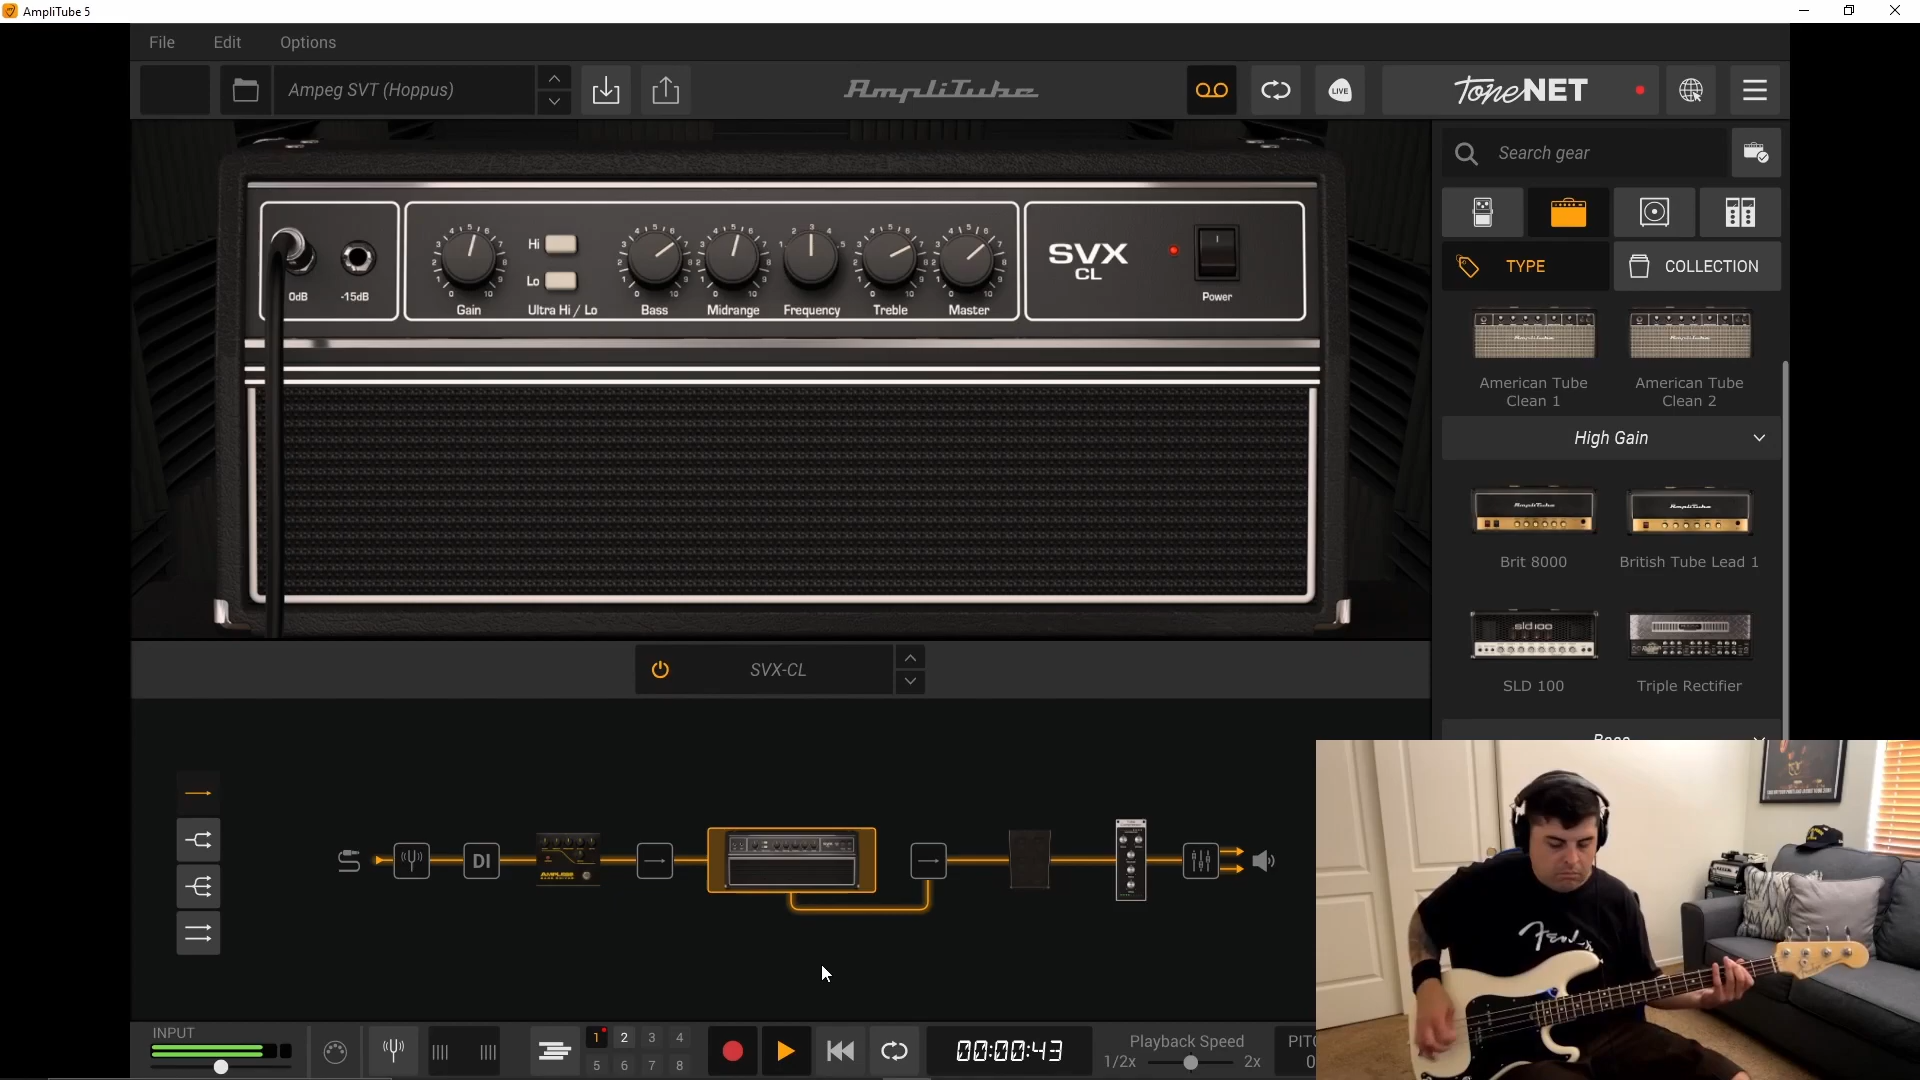 AmpliTube 5
File Edit Options
Ampeg SVT (Hoppus)
AmpliTube
LIVE
ToneNET
Search gear
TYPE
COLLECTION
0dB -15dB
Gain
Hi
Lo
Ultra Hi / Lo
Bass Midrange Frequency Treble Master
SVX
CL
Power
American Tube Clean 1
American Tube Clean 2
High Gain
Brit 8000
British Tube Lead 1
SLD 100
Triple Rectifier
SVX-CL
DI
INPUT
1 2 3 4
5 6 7 8
00:00:43
Playback Speed
1/2x 2x